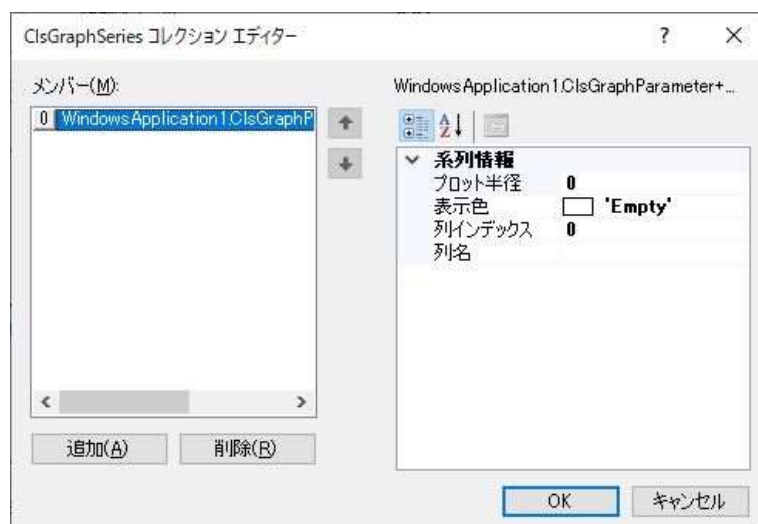 ClsGraphSeries コレクション エディター
?
メンバー(M):
0 WindowsApplication1.ClsGraphP
追加(A)
削除(R)
WindowsApplication1.ClsGraphParameter+...
系列情報
プロット半径 0
表示色 'Empty'
列インデックス 0
列名
OK
キャンセル